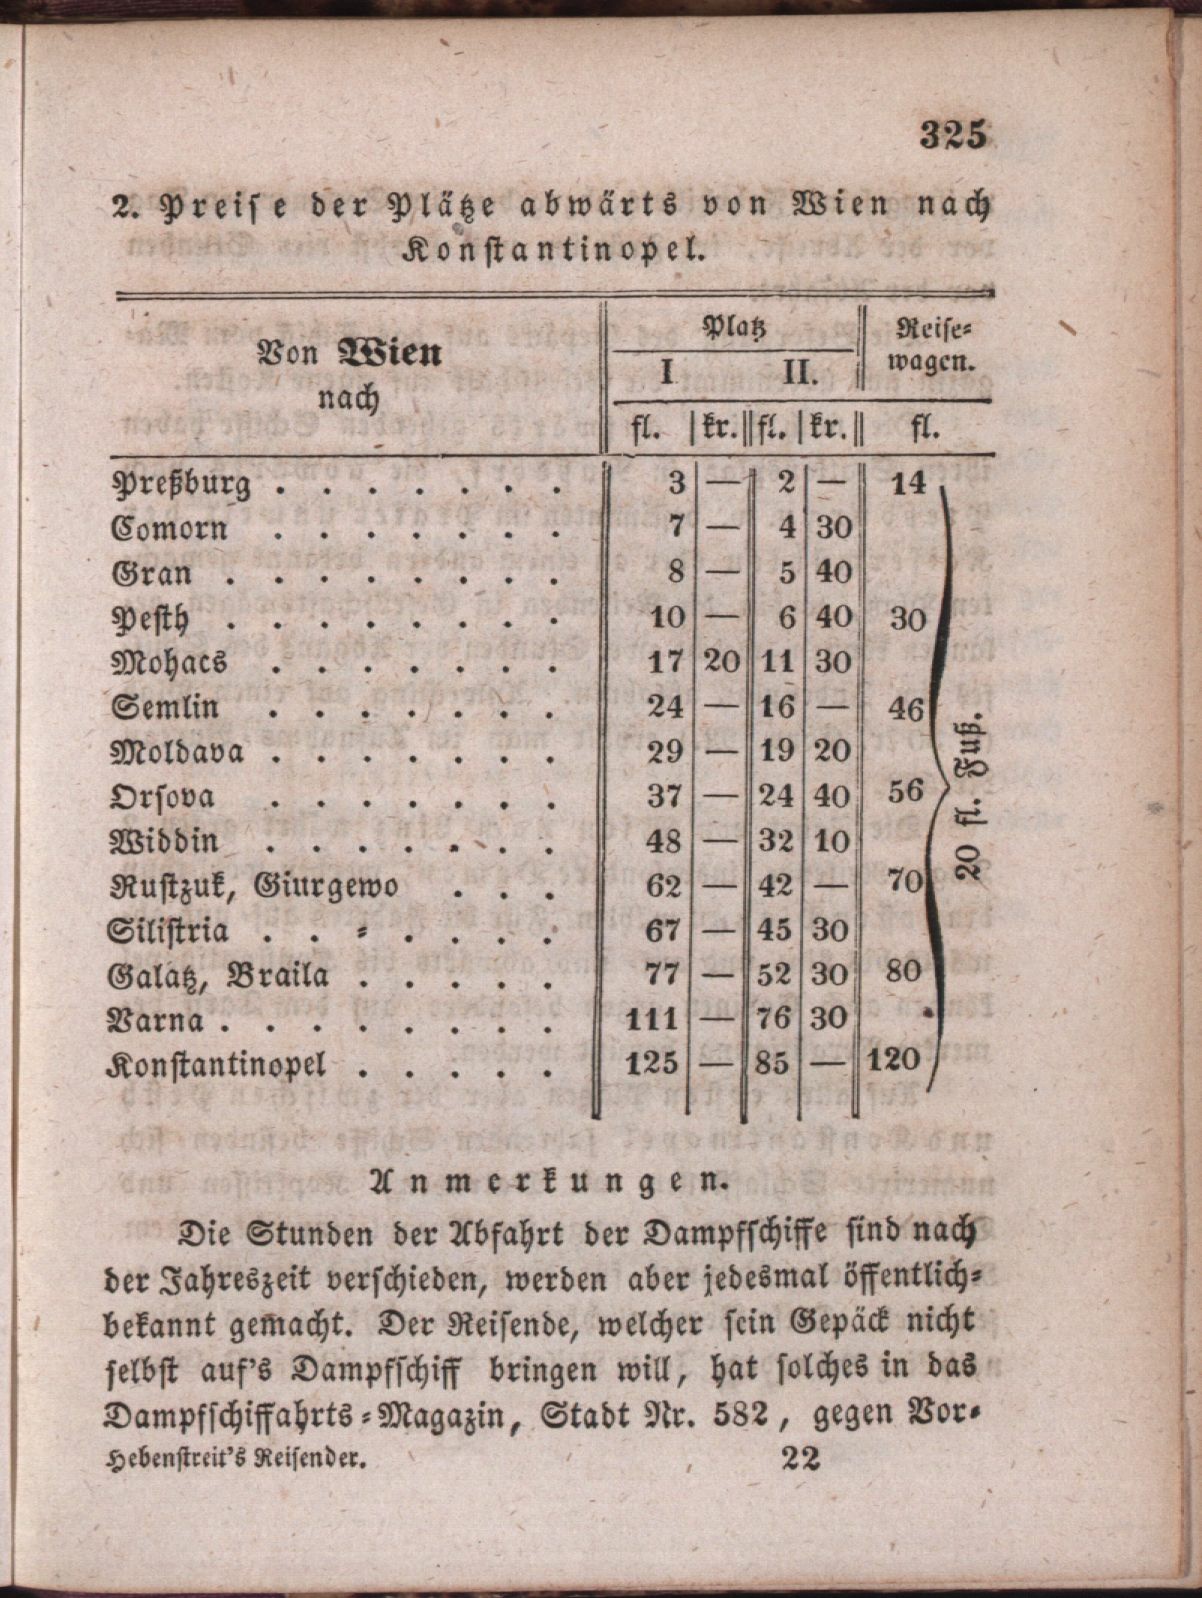 325
2. Preise der Plätze abwärts von Wien nach
Konstantinopel.
Von Wien nach | Platz I | Platz II. | Reise-wagen.
fl. | kr. | fl. | kr. | fl.
Preßburg . . . . . . . 3 — 2 — 14
Comorn . . . . . . . 7 — 4 30
Gran . . . . . . . . 8 — 5 40
Pesth . . . . . . . . 10 — 6 40 30
Mohacs . . . . . . . 17 20 11 30
Semlin . . . . . . . 24 — 16 — 46
Moldava . . . . . . . 29 — 19 20
Orsova . . . . . . . 37 — 24 40 56
Widdin . . . . . . . 48 — 32 10
Rustzuk, Giurgewo . . . 62 — 42 — 70
Silistria . . . . . . . 67 — 45 30
Galatz, Braila . . . . . 77 — 52 30 80
Varna . . . . . . . . 111 — 76 30
Konstantinopel . . . . . 125 — 85 — 120
20 fl. Fuß.
Anmerkungen.
Die Stunden der Abfahrt der Dampfschiffe sind nach
der Jahreszeit verschieden, werden aber jedesmal öffentlich-
bekannt gemacht. Der Reisende, welcher sein Gepäck nicht
selbst auf's Dampfschiff bringen will, hat solches in das
Dampfschiffahrts-Magazin, Stadt Nr. 582, gegen Vor-
Hebenstreit's Reisender. 22